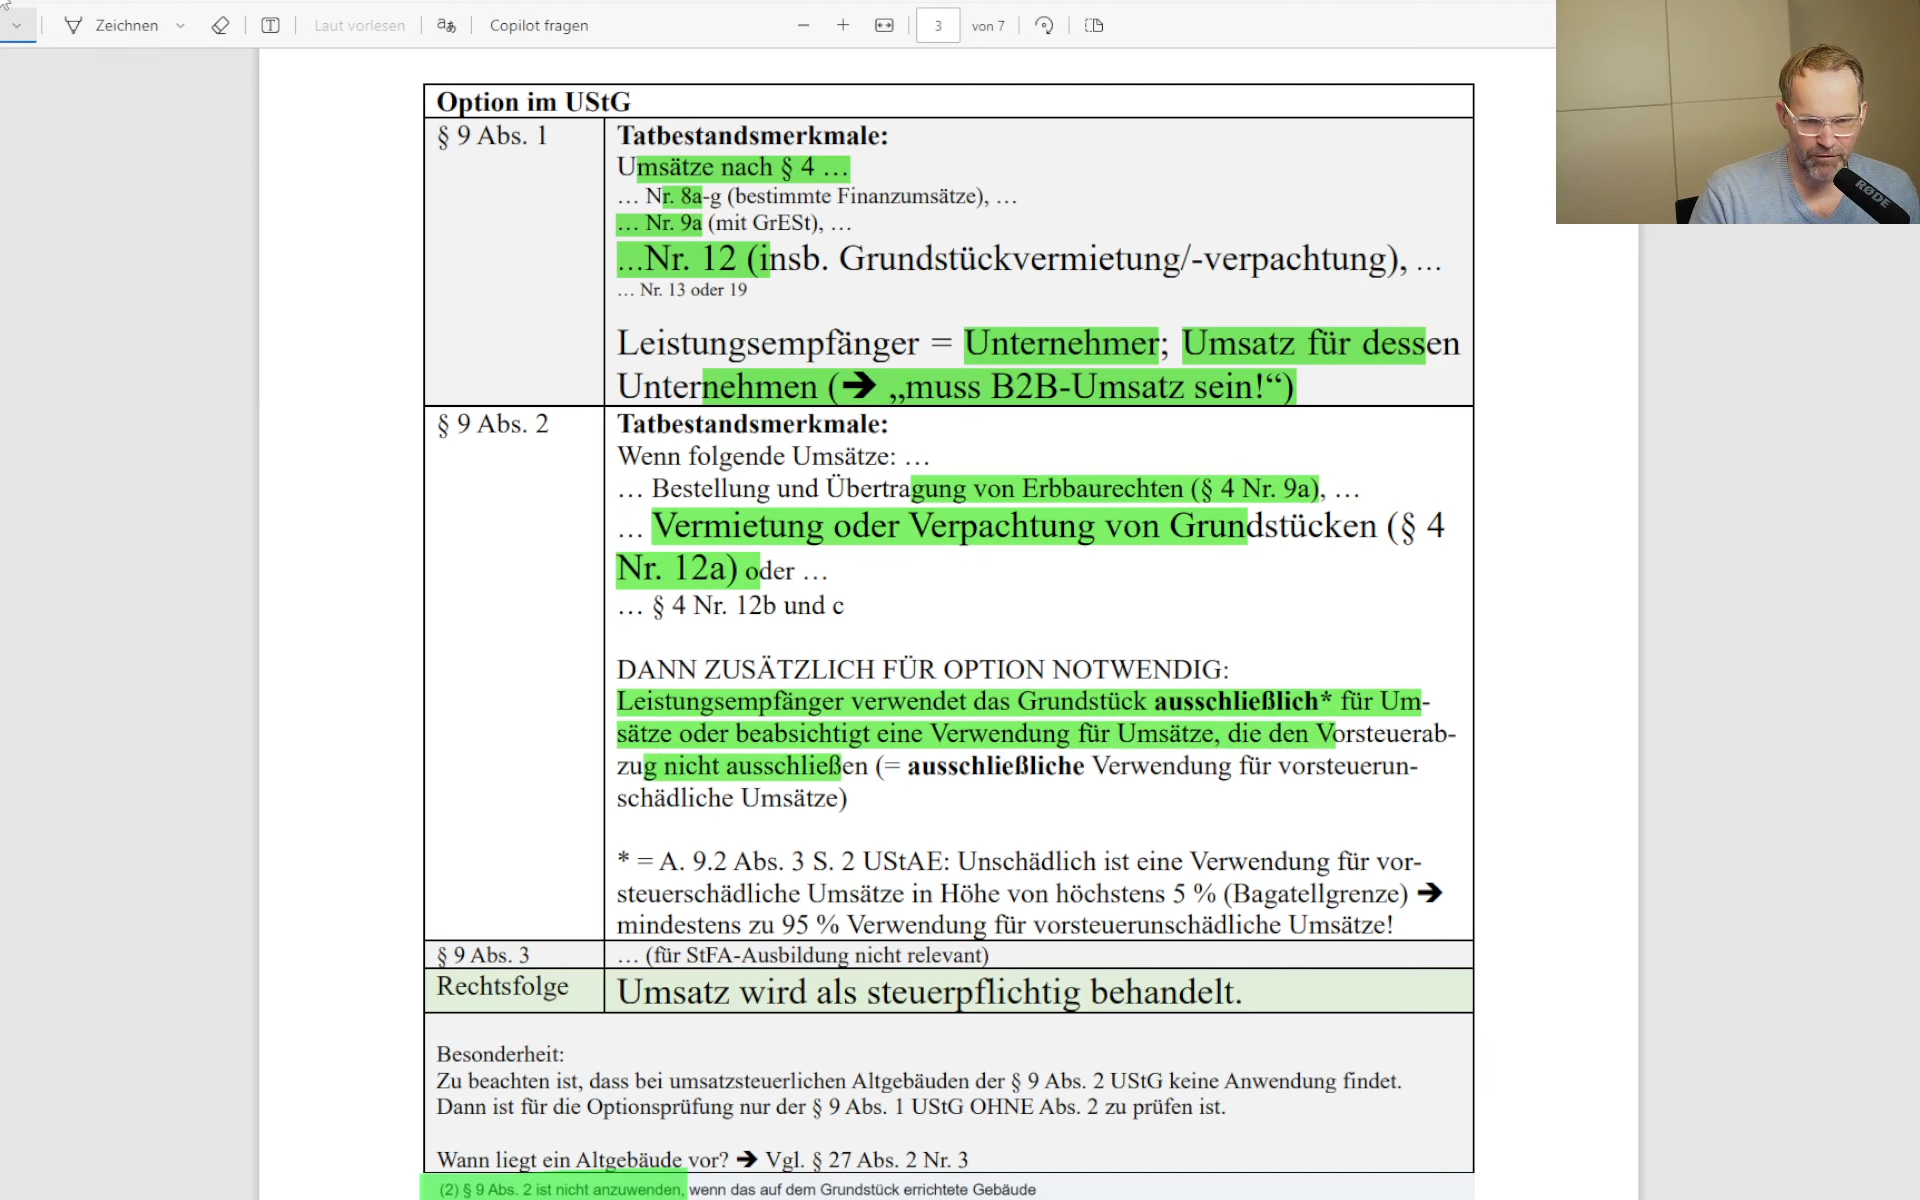 Zeichnen
Laut vorlesen
aあ
Copilot fragen
3
von 7
RØDE
Option im UStG
§ 9 Abs. 1
Tatbestandsmerkmale:
Umsätze nach § 4 …
… Nr. 8a-g (bestimmte Finanzumsätze), …
… Nr. 9a (mit GrESt), …
…Nr. 12 (insb. Grundstückvermietung/-verpachtung), …
… Nr. 13 oder 19
Leistungsempfänger = Unternehmer; Umsatz für dessen
Unternehmen (➔ „muss B2B-Umsatz sein!“)
§ 9 Abs. 2
Tatbestandsmerkmale:
Wenn folgende Umsätze: …
… Bestellung und Übertragung von Erbbaurechten (§ 4 Nr. 9a), …
… Vermietung oder Verpachtung von Grundstücken (§ 4
Nr. 12a) oder …
… § 4 Nr. 12b und c
DANN ZUSÄTZLICH FÜR OPTION NOTWENDIG:
Leistungsempfänger verwendet das Grundstück ausschließlich* für Um-
sätze oder beabsichtigt eine Verwendung für Umsätze, die den Vorsteuerab-
zug nicht ausschließen (= ausschließliche Verwendung für vorsteuerun-
schädliche Umsätze)
* = A. 9.2 Abs. 3 S. 2 UStAE: Unschädlich ist eine Verwendung für vor-
steuerschädliche Umsätze in Höhe von höchstens 5 % (Bagatellgrenze) ➔
mindestens zu 95 % Verwendung für vorsteuerunschädliche Umsätze!
§ 9 Abs. 3
… (für StFA-Ausbildung nicht relevant)
Rechtsfolge
Umsatz wird als steuerpflichtig behandelt.
Besonderheit:
Zu beachten ist, dass bei umsatzsteuerlichen Altgebäuden der § 9 Abs. 2 UStG keine Anwendung findet.
Dann ist für die Optionsprüfung nur der § 9 Abs. 1 UStG OHNE Abs. 2 zu prüfen ist.
Wann liegt ein Altgebäude vor? ➔ Vgl. § 27 Abs. 2 Nr. 3
(2) § 9 Abs. 2 ist nicht anzuwenden, wenn das auf dem Grundstück errichtete Gebäude